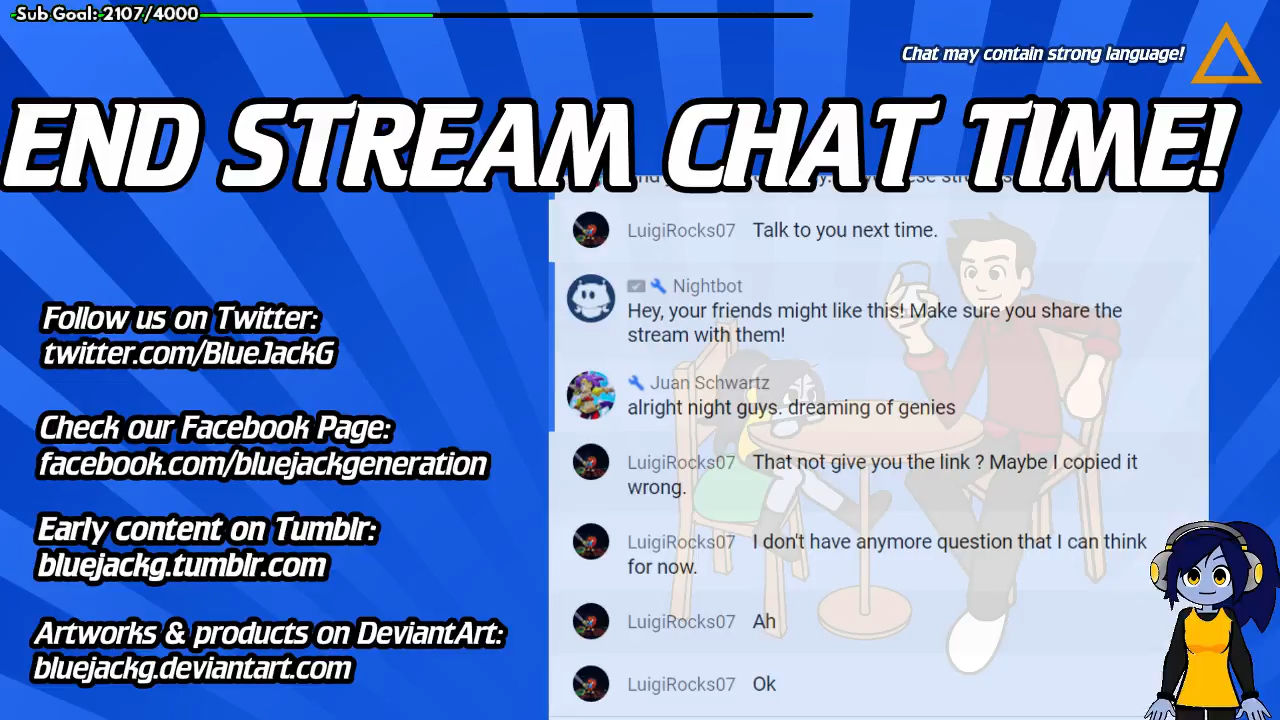 Sub Goal: 2107/4000
Chat may contain strong language!
END STREAM CHAT TIME!
LuigiRocks07 Talk to you next time.
Nightbot
Hey, your friends might like this! Make sure you share the
stream with them!
Juan Schwartz
alright night guys. dreaming of genies
LuigiRocks07 That not give you the link ? Maybe I copied it
wrong.
LuigiRocks07 I don't have anymore question that I can think
for now.
LuigiRocks07 Ah
LuigiRocks07 Ok
Follow us on Twitter:
twitter.com/BlueJackG
Check our Facebook Page:
facebook.com/bluejackgeneration
Early content on Tumblr:
bluejackg.tumblr.com
Artworks & products on DeviantArt:
bluejackg.deviantart.com